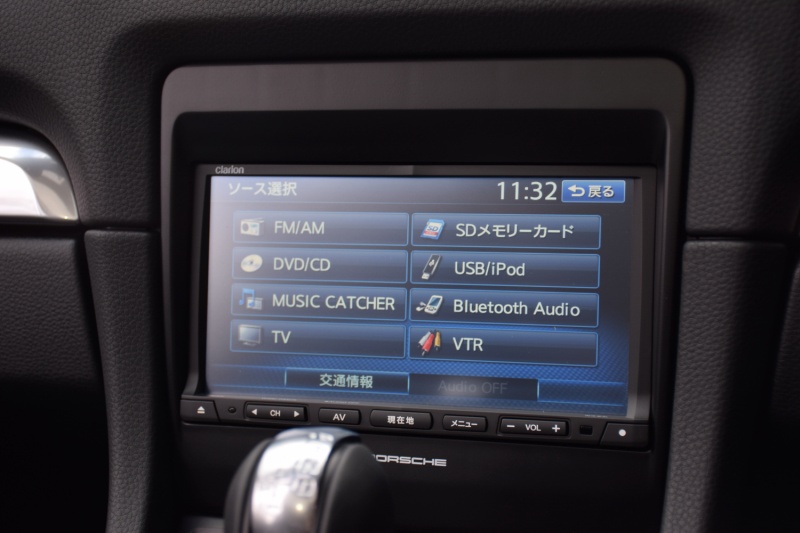 clarion
ソース選択 11:32 戻る
FM/AM SDメモリーカード
DVD/CD USB/iPod
MUSIC CATCHER Bluetooth Audio
TV VTR
交通情報 Audio OFF
CH AV 現在地 メニュー − VOL +
PORSCHE